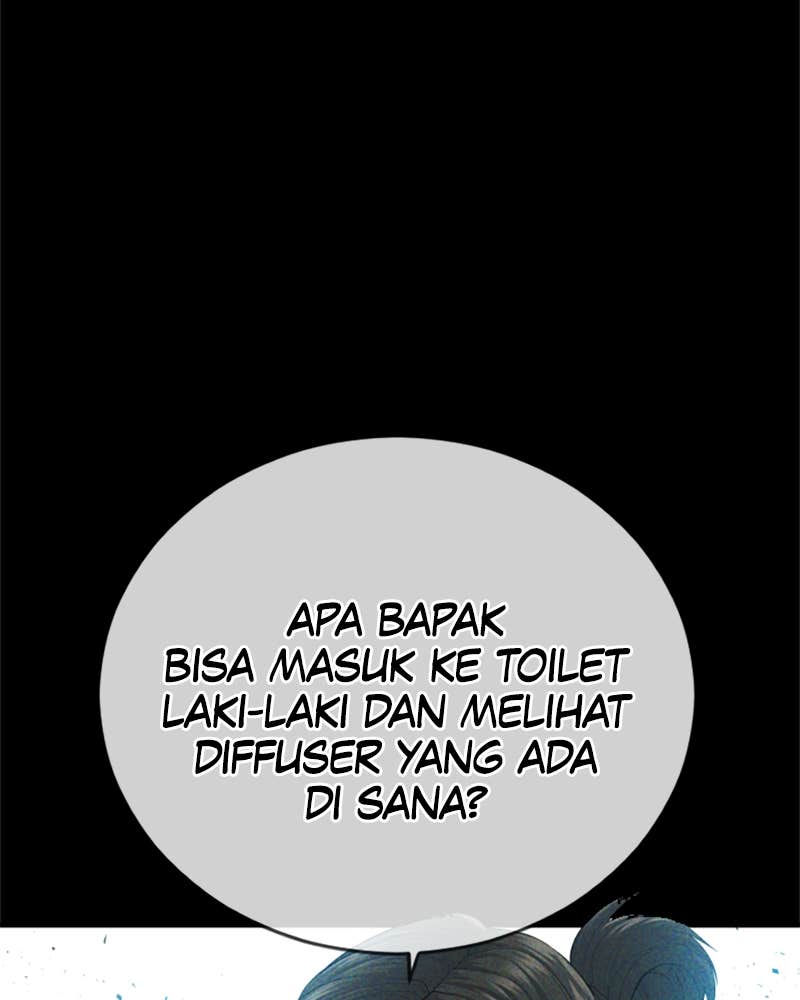 APA BAPAK
BISA MASUK KE TOILET
LAKI-LAKI DAN MELIHAT
DIFFUSER YANG ADA
DI SANA?